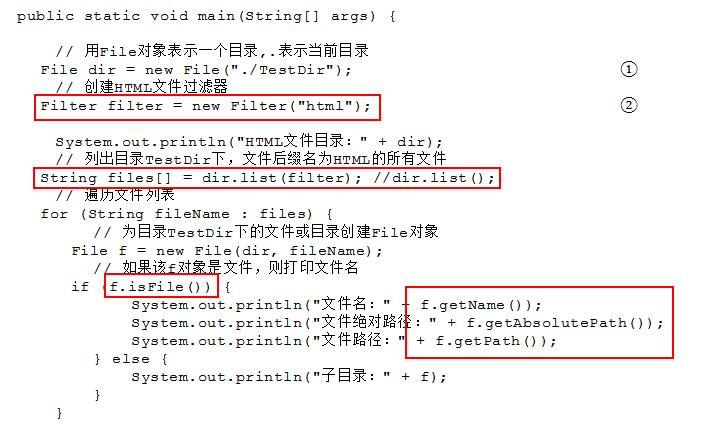 public static void main(String[] args) {
// 用File对象表示一个目录,.表示当前目录
File dir = new File("./TestDir"); ①
// 创建HTML文件过滤器
Filter filter = new Filter("html"); ②
System.out.println("HTML文件目录:" + dir);
// 列出目录TestDir下，文件后缀名为HTML的所有文件
String files[] = dir.list(filter); //dir.list();
// 遍历文件列表
for (String fileName : files) {
// 为目录TestDir下的文件或目录创建File对象
File f = new File(dir, fileName);
// 如果该f对象是文件，则打印文件名
if (f.isFile()) {
System.out.println("文件名:" + f.getName());
System.out.println("文件绝对路径:" + f.getAbsolutePath());
System.out.println("文件路径:" + f.getPath());
} else {
System.out.println("子目录:" + f);
}
}